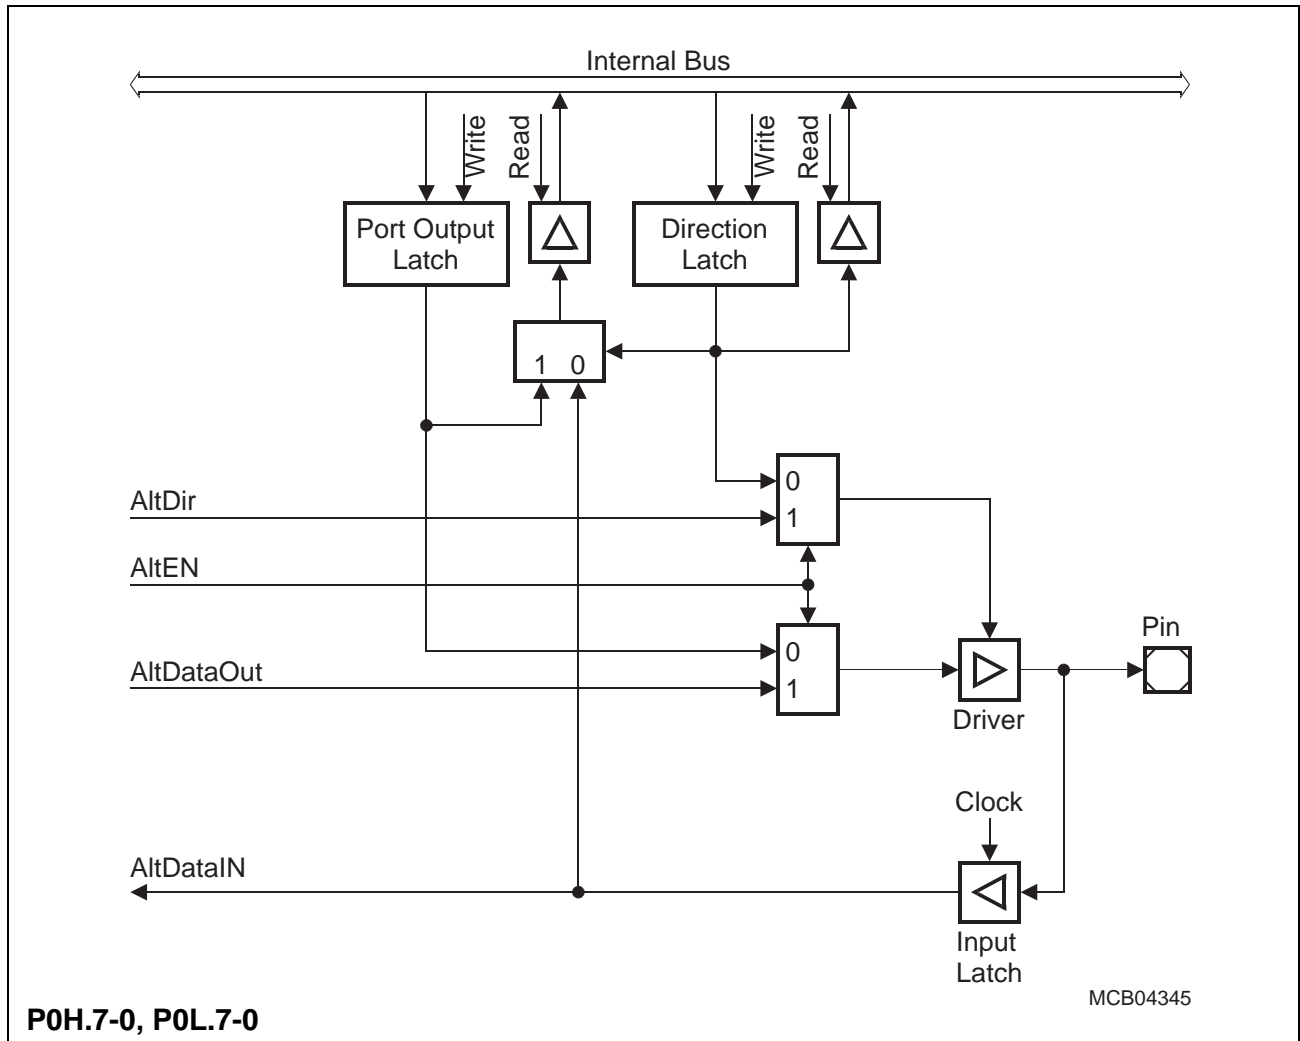 Internal Bus
Write
Read
Write
Read
Port Output
Latch
Direction
Latch
1 0
0
1
AltDir
AltEN
0
1
AltDataOut
Pin
Driver
Clock
AltDataIN
Input
Latch
MCB04345
P0H.7-0, P0L.7-0